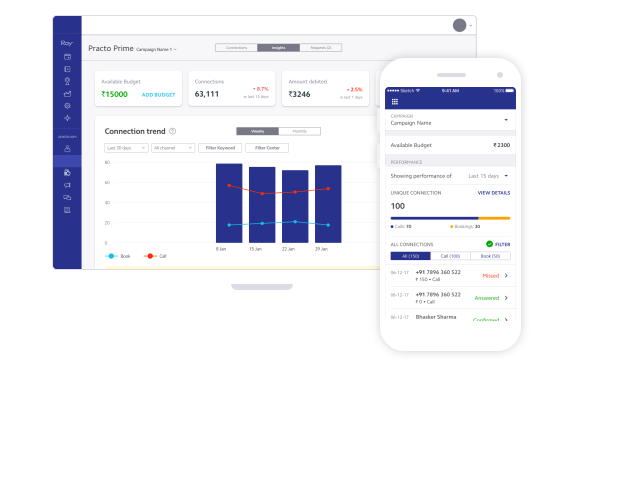 Ray
Practo Prime Campaign Name 1
Connections Insights Requests (2)
Available Budget
₹15000 ADD BUDGET
Connections
63,111
8.7%
in last 15 days
Amount debited
₹3246
2.5%
in last 7 days
Connection trend ?
Weekly Monthly
Last 30 days All channel Filter Keyword Filter Center
80
60
40
20
0
8 Jan 15 Jan 22 Jan 29 Jan
Book Call
Sketch 9:41 AM 100%
CAMPAIGN
Campaign Name
Available Budget ₹2300
PERFORMANCE
Showing performance of Last 15 days
UNIQUE CONNECTION VIEW DETAILS
100
Calls: 70 Bookings: 30
ALL CONNECTIONS FILTER
All (150) Call (100) Book (50)
06-12-17 +91 7896 360 522 Missed
₹ 150 • Call
06-12-17 +91 7896 360 522 Answered
₹ 0 • Call
06-12-17 Bhasker Sharma Confirmed